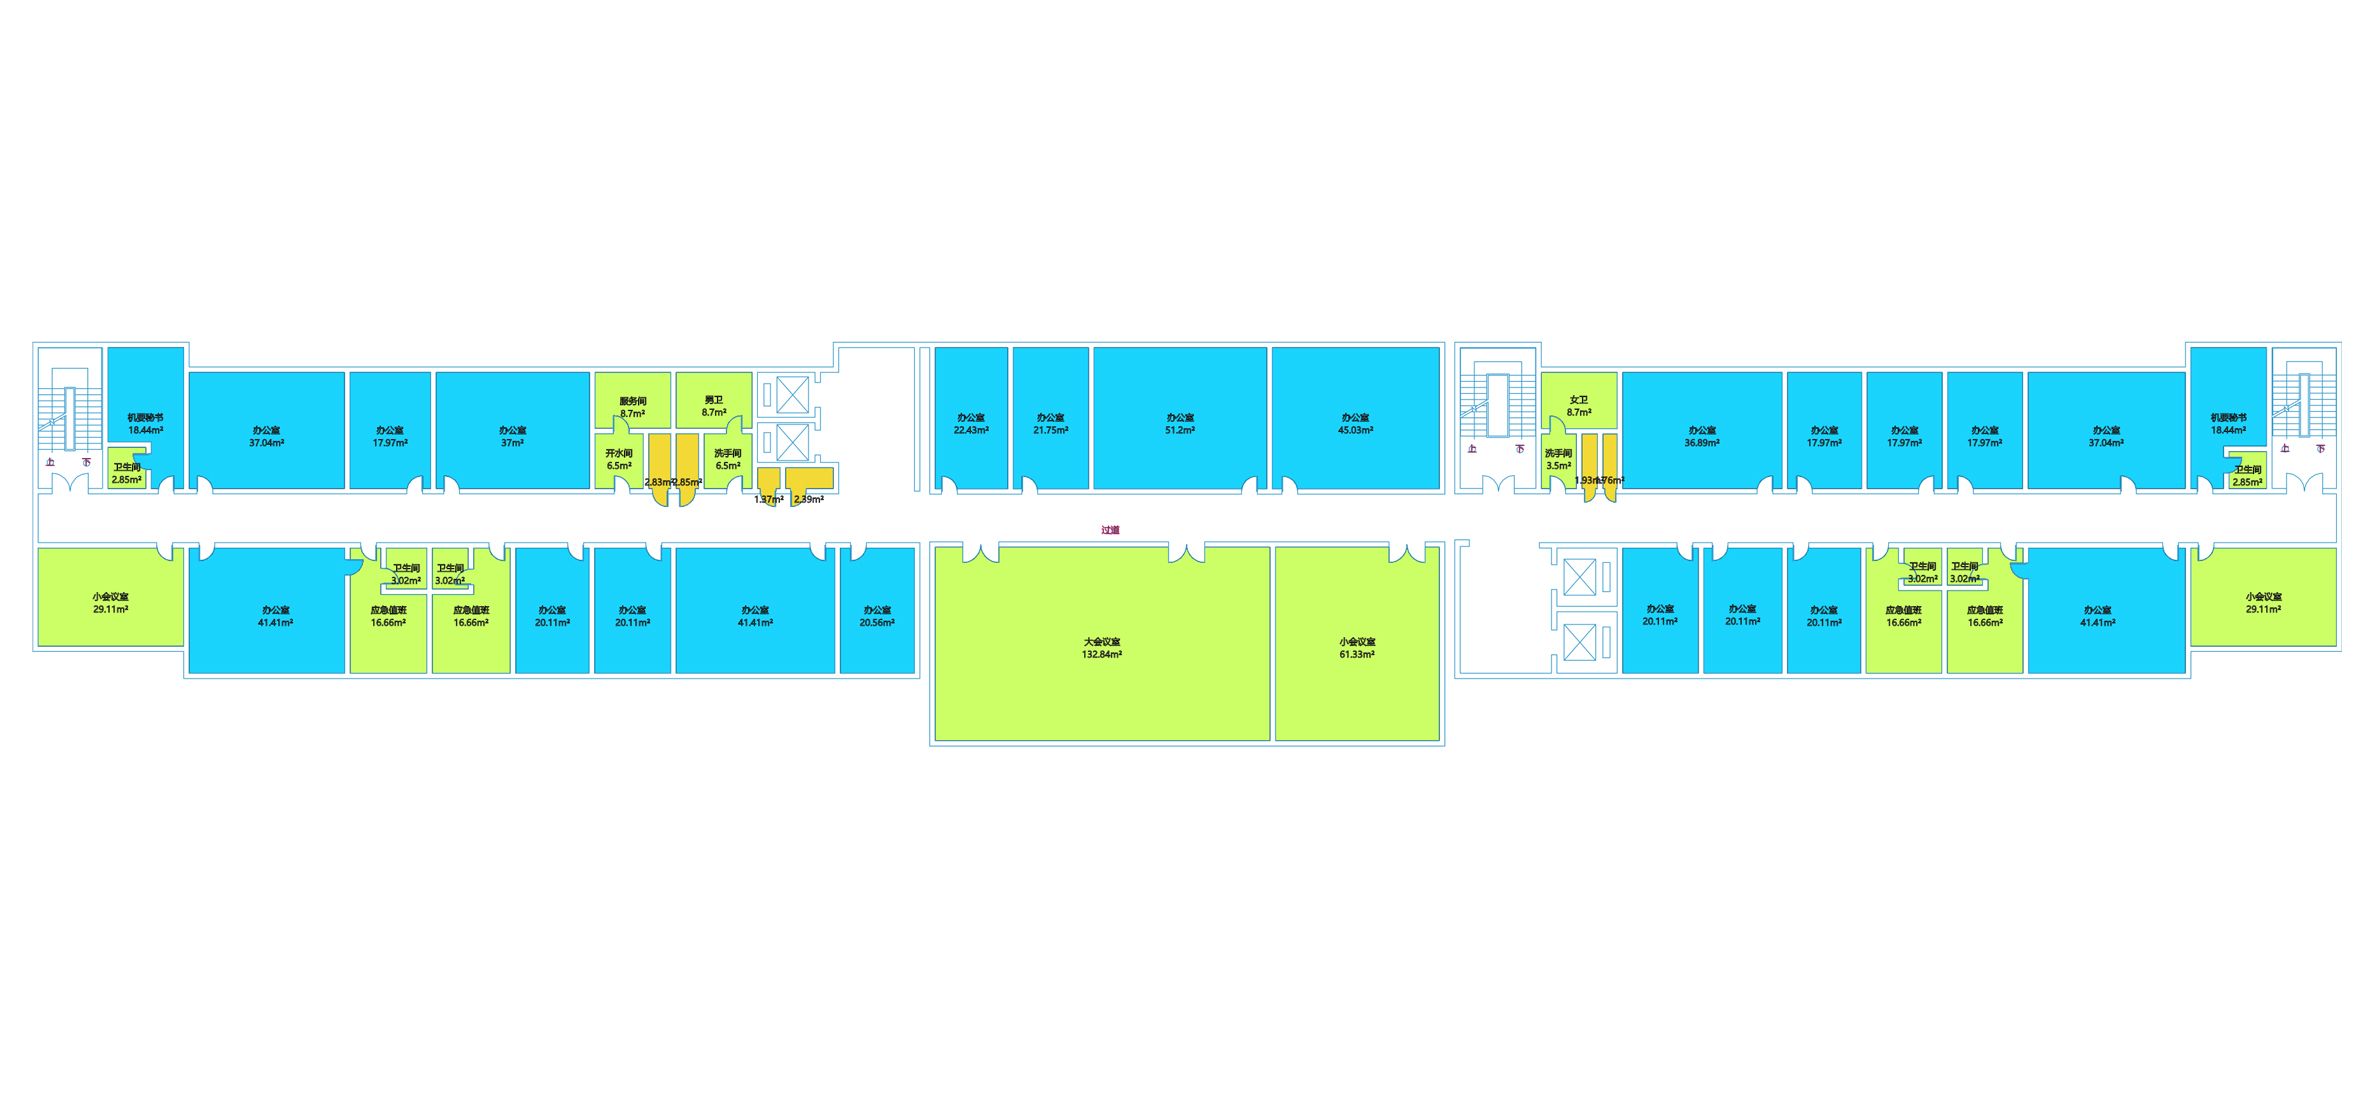 机要秘书
18.44m²
卫生间
2.85m²
上
下
办公室
37.04m²
办公室
17.97m²
办公室
37m²
服务间
8.7m²
男卫
8.7m²
开水间
6.5m²
2.83m²
2.85m²
洗手间
6.5m²
1.37m²
2.39m²
办公室
22.43m²
办公室
21.75m²
办公室
51.2m²
办公室
45.03m²
上
下
女卫
8.7m²
洗手间
3.5m²
1.93m²
1.76m²
办公室
36.89m²
办公室
17.97m²
办公室
17.97m²
办公室
17.97m²
办公室
37.04m²
机要秘书
18.44m²
卫生间
2.85m²
上
下
过道
小会议室
29.11m²
办公室
41.41m²
卫生间
3.02m²
卫生间
3.02m²
应急值班
16.66m²
应急值班
16.66m²
办公室
20.11m²
办公室
20.11m²
办公室
41.41m²
办公室
20.56m²
大会议室
132.84m²
小会议室
61.33m²
办公室
20.11m²
办公室
20.11m²
办公室
20.11m²
卫生间
3.02m²
卫生间
3.02m²
应急值班
16.66m²
应急值班
16.66m²
办公室
41.41m²
小会议室
29.11m²